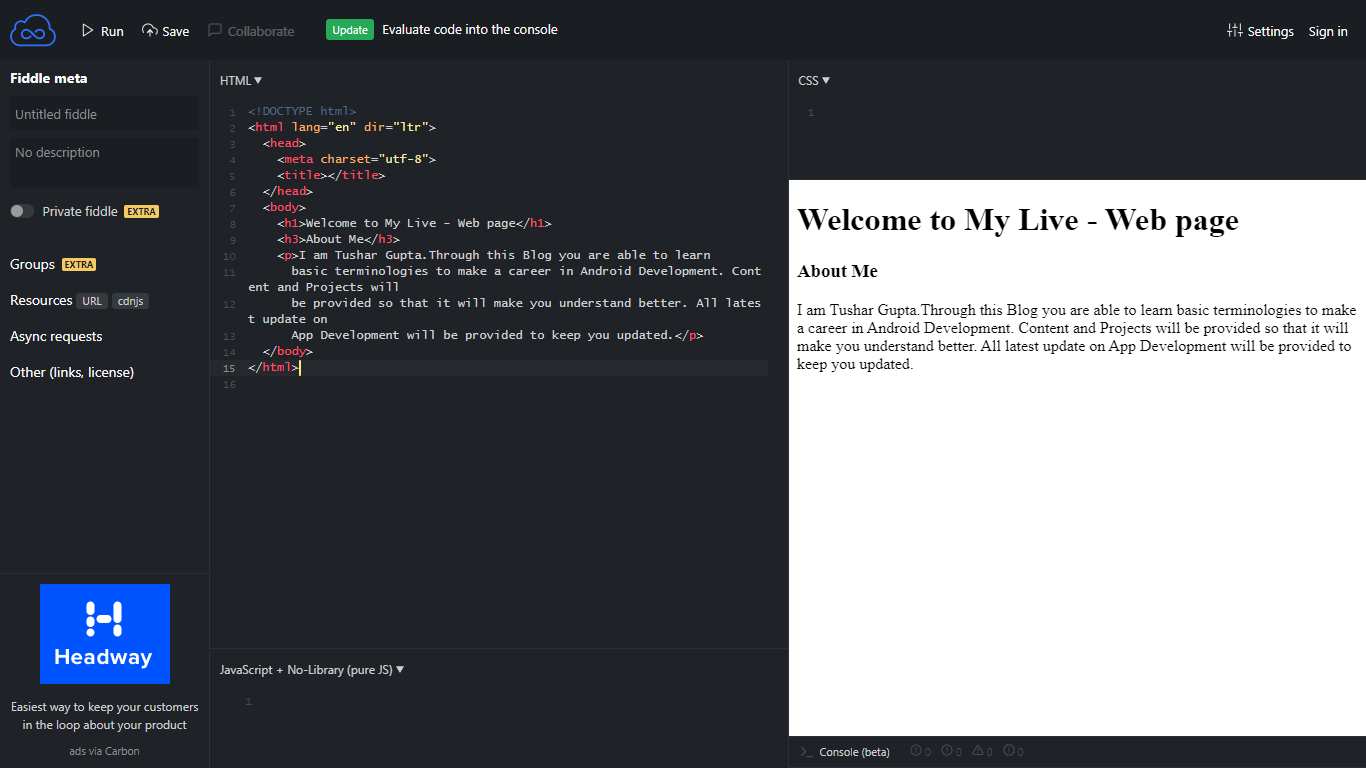 Run Save Collaborate Update Evaluate code into the console Settings Sign in
Fiddle meta
Untitled fiddle
No description
Private fiddle EXTRA
Groups EXTRA
Resources URL cdnjs
Async requests
Other (links, license)
Headway
Easiest way to keep your customers
in the loop about your product
ads via Carbon
HTML
1 <!DOCTYPE html>
2 <html lang="en" dir="ltr">
3 <head>
4 <meta charset="utf-8">
5 <title></title>
6 </head>
7 <body>
8 <h1>Welcome to My Live - Web page</h1>
9 <h3>About Me</h3>
10 <p>I am Tushar Gupta.Through this Blog you are able to learn
11 basic terminologies to make a career in Android Development. Cont
ent and Projects will
12 be provided so that it will make you understand better. All lates
t update on
13 App Development will be provided to keep you updated.</p>
14 </body>
15 </html>
16
JavaScript + No-Library (pure JS)
1
CSS
1
Welcome to My Live - Web page
About Me
I am Tushar Gupta.Through this Blog you are able to learn basic terminologies to make
a career in Android Development. Content and Projects will be provided so that it will
make you understand better. All latest update on App Development will be provided to
keep you updated.
>_ Console (beta) 0 0 0 0